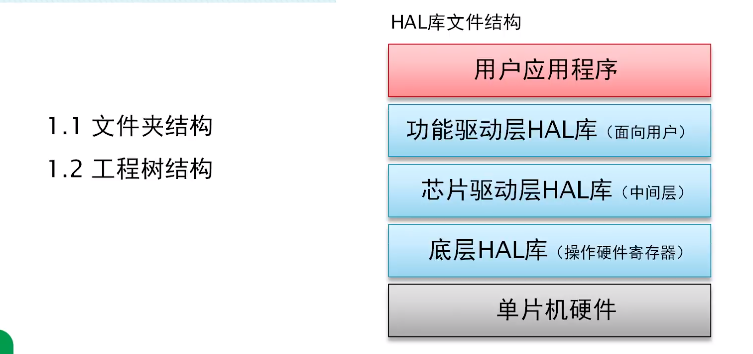 1.1 文件夹结构
1.2 工程树结构
HAL库文件结构
用户应用程序
功能驱动层HAL库（面向用户）
芯片驱动层HAL库（中间层）
底层HAL库（操作硬件寄存器）
单片机硬件